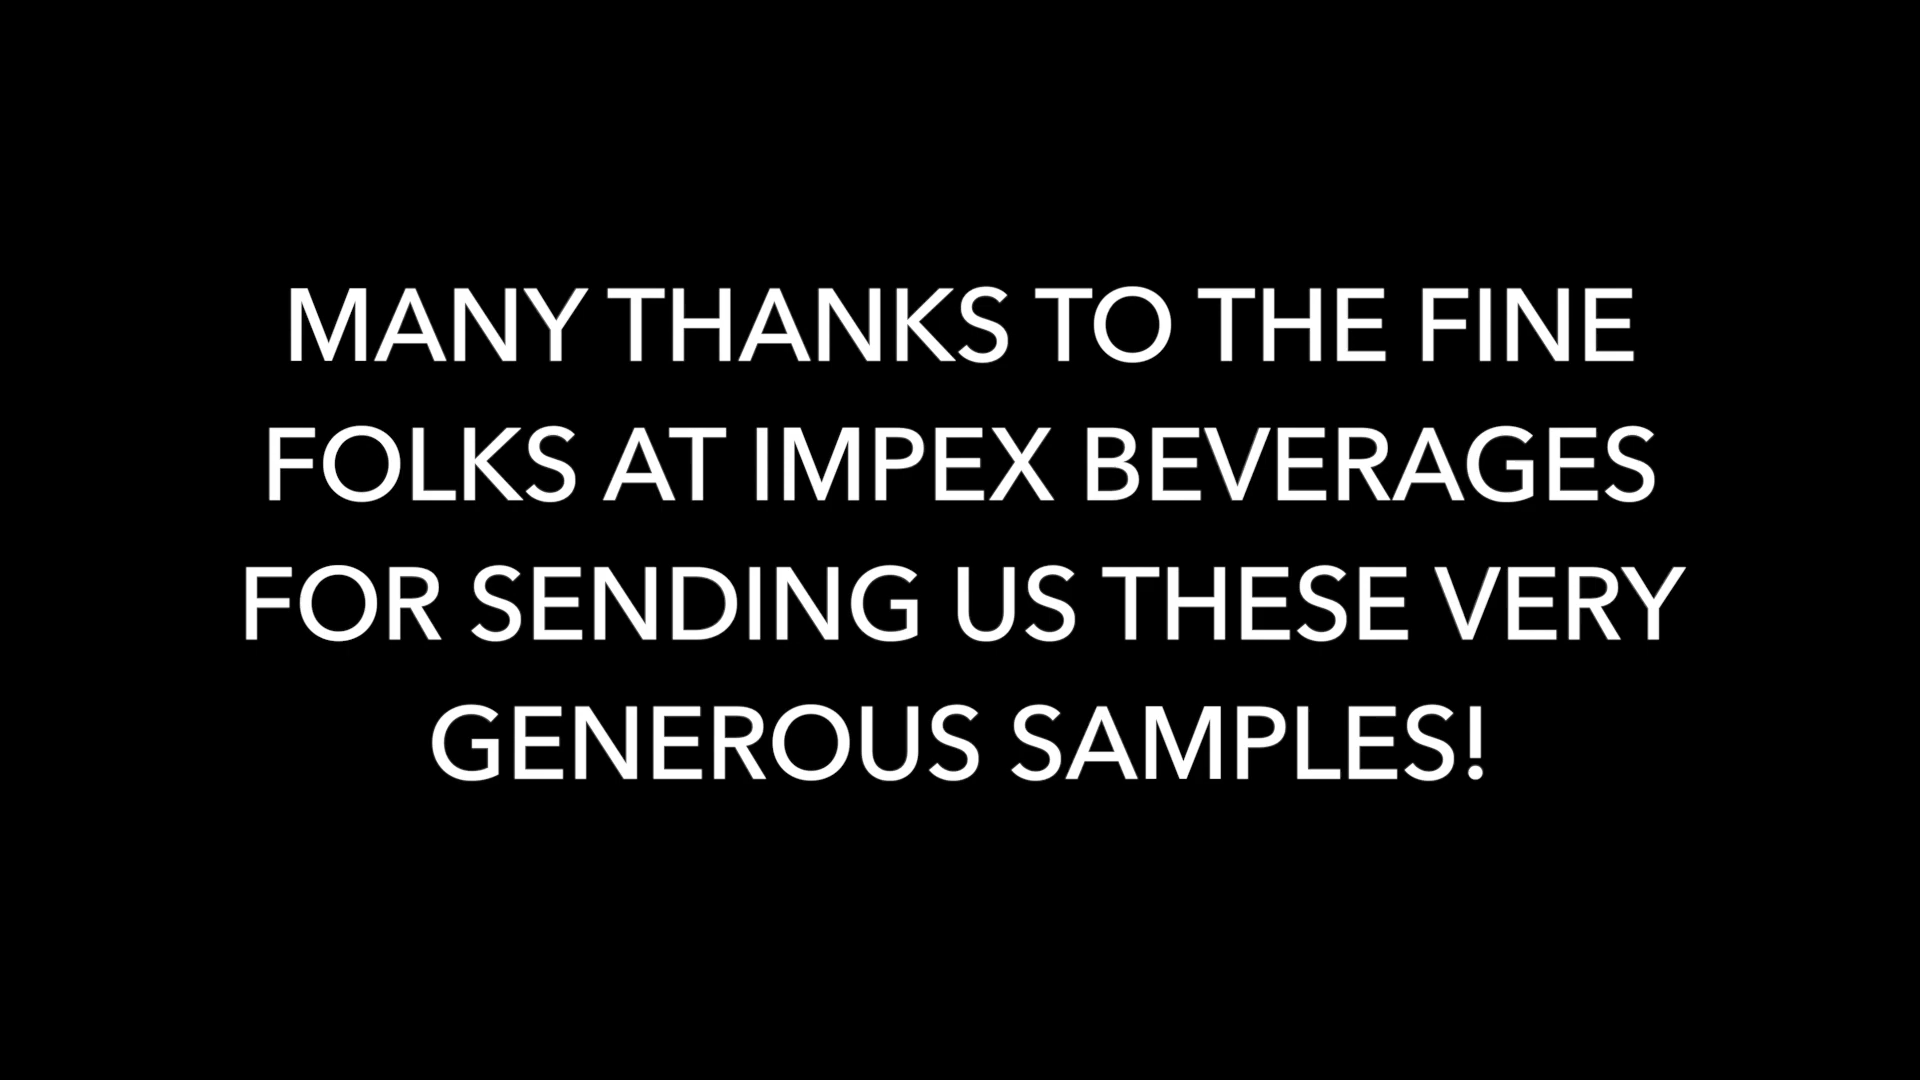 MANY THANKS TO THE FINE
FOLKS AT IMPEX BEVERAGES
FOR SENDING US THESE VERY
GENEROUS SAMPLES!